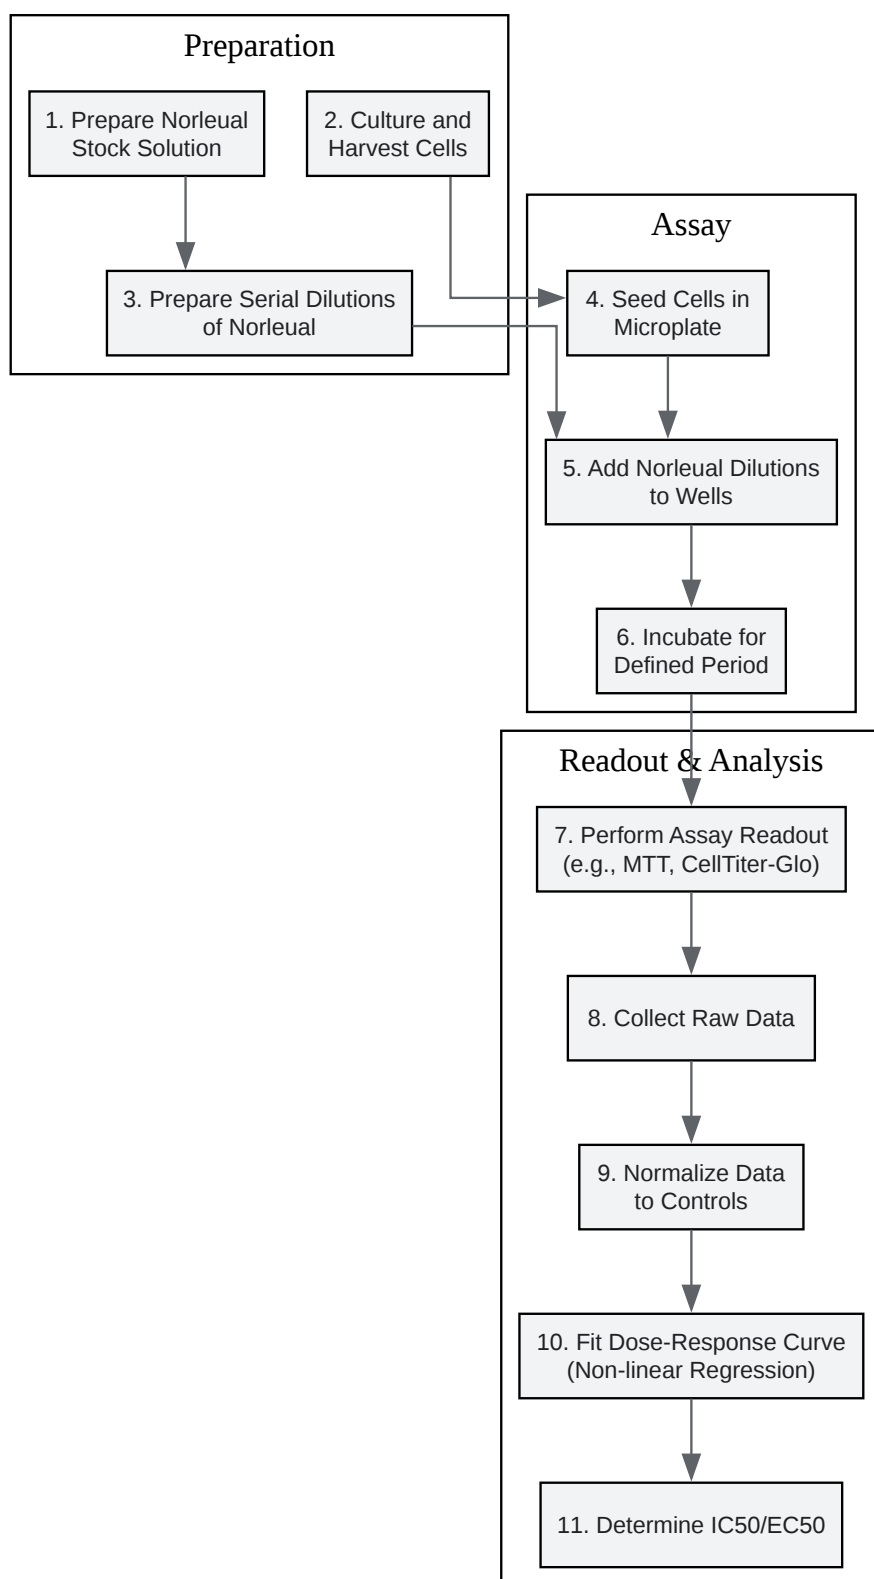 Preparation
1. Prepare Norleual
Stock Solution
2. Culture and
Harvest Cells
3. Prepare Serial Dilutions
of Norleual
Assay
4. Seed Cells in
Microplate
5. Add Norleual Dilutions
to Wells
6. Incubate for
Defined Period
Readout & Analysis
7. Perform Assay Readout
(e.g., MTT, CellTiter-Glo)
8. Collect Raw Data
9. Normalize Data
to Controls
10. Fit Dose-Response Curve
(Non-linear Regression)
11. Determine IC50/EC50